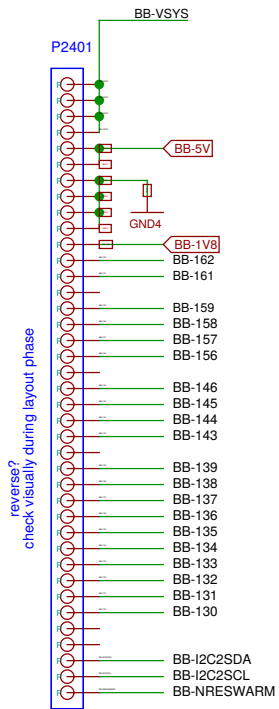 BB-VSYS
P2401
BB-5V
GND4
BB-1V8
BB-162
BB-161
BB-159
BB-158
BB-157
BB-156
BB-146
BB-145
BB-144
BB-143
reverse?
check visually during layout phase
BB-139
BB-138
BB-137
BB-136
BB-135
BB-134
BB-133
BB-132
BB-131
BB-130
BB-I2C2SDA
BB-I2C2SCL
BB-NRESWARM